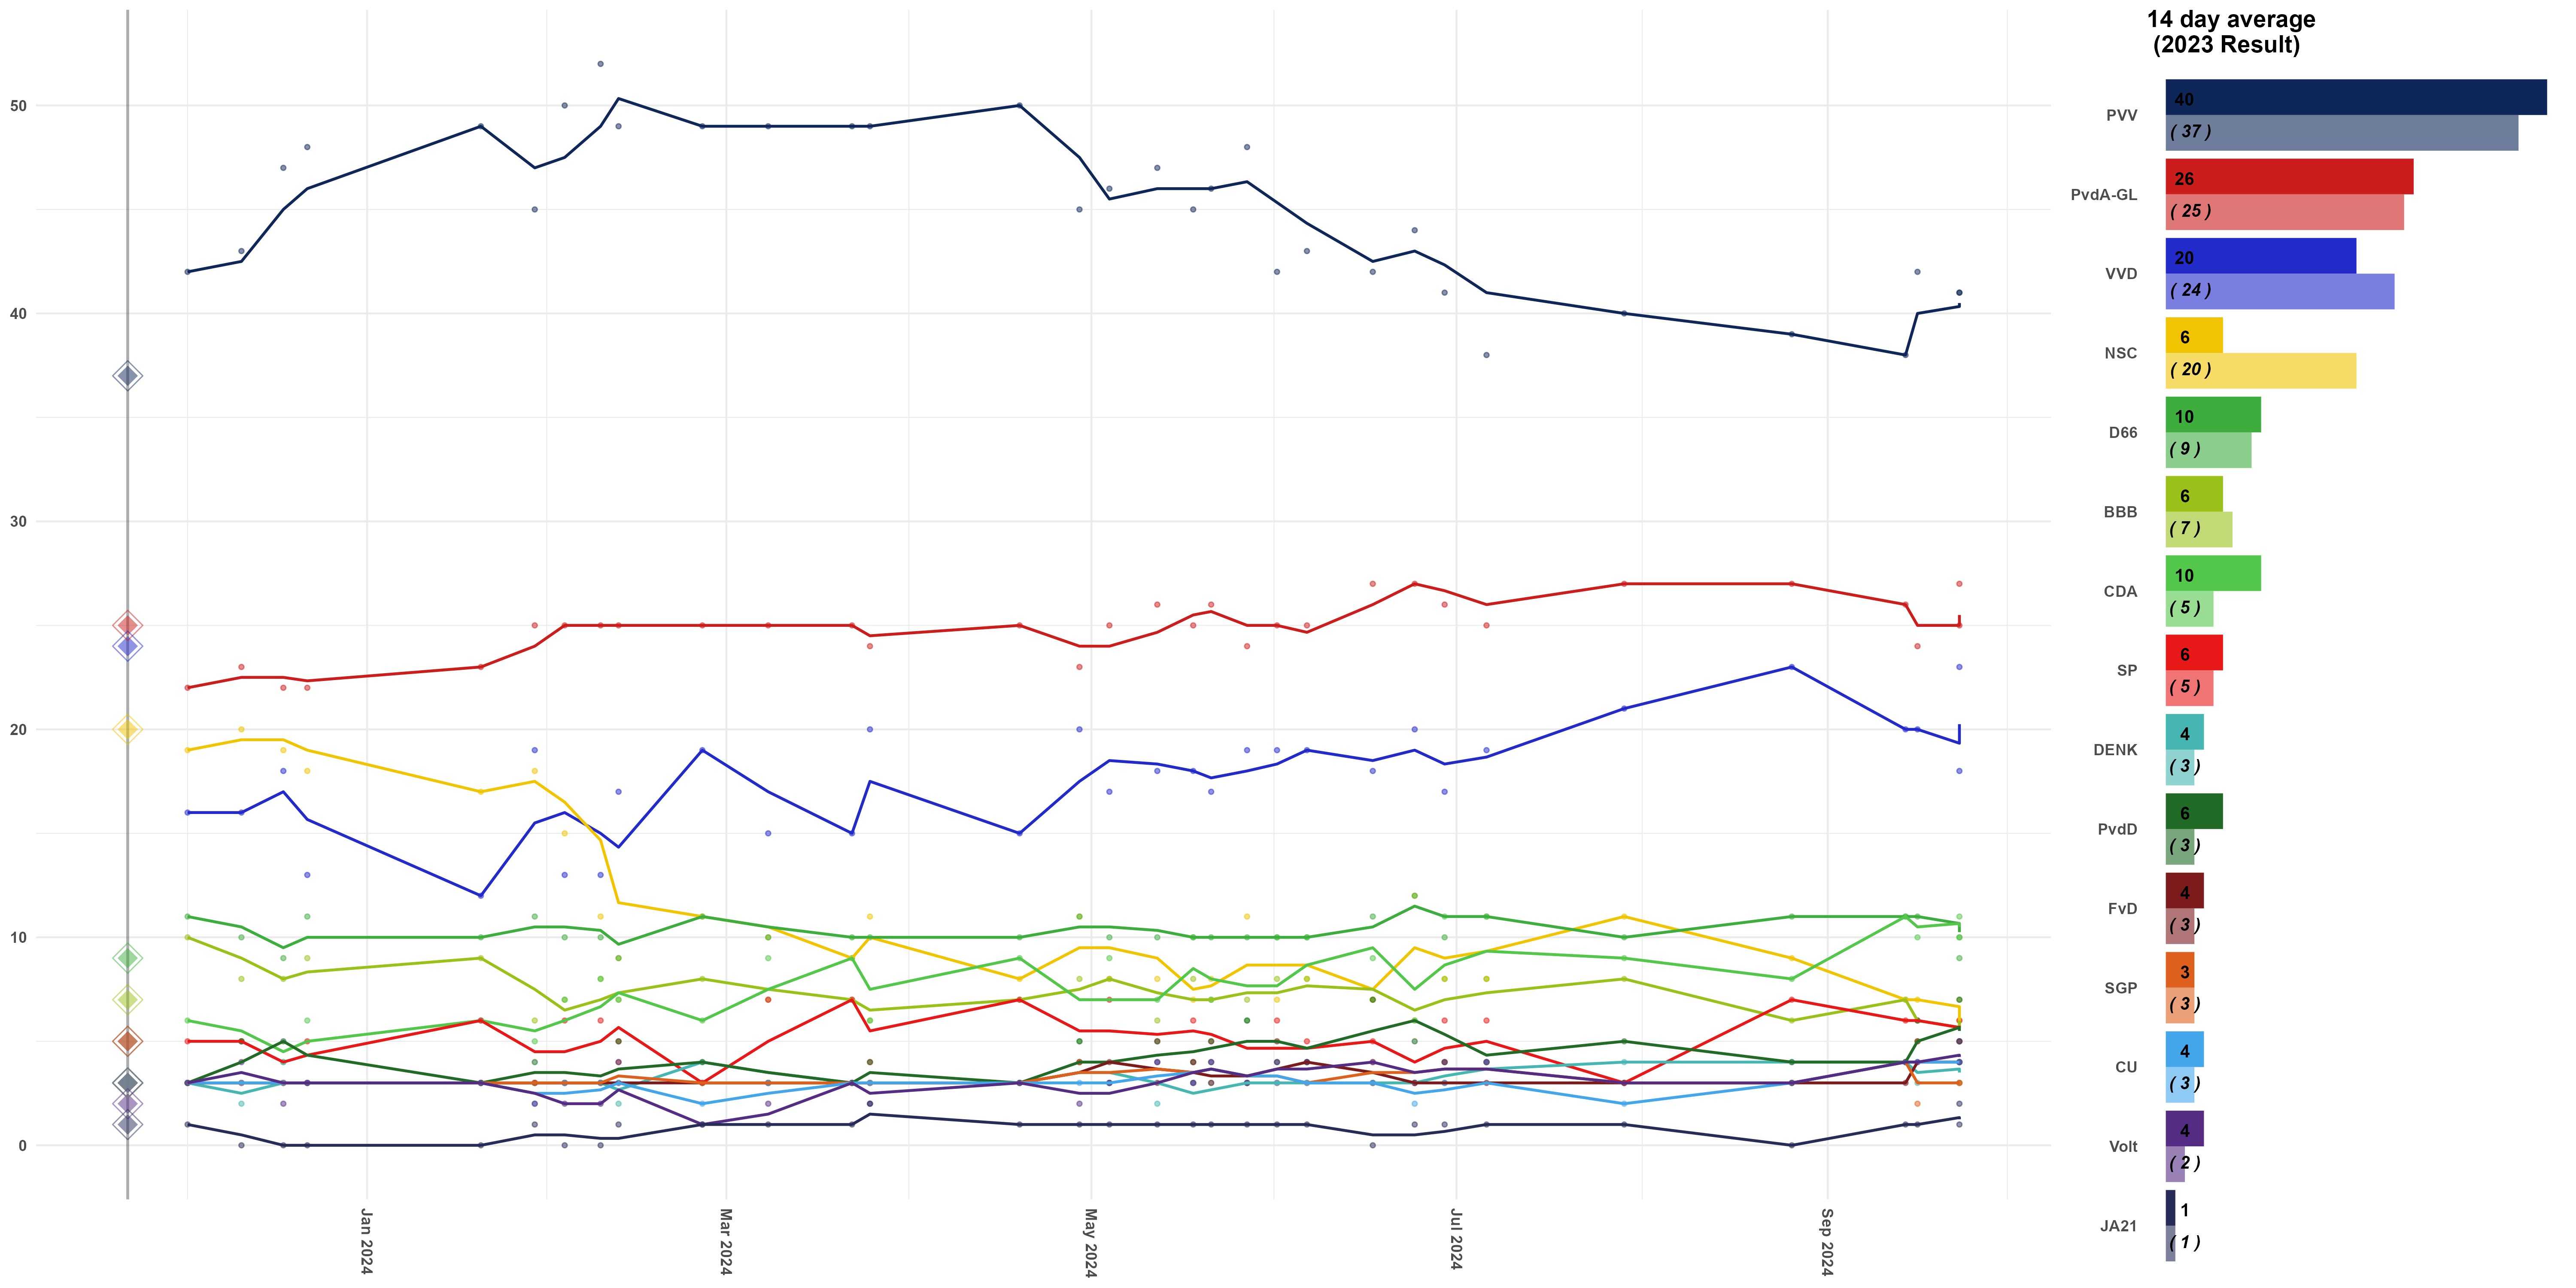 14 day average
(2023 Result)
50
40
30
20
10
0
Jan 2024
Mar 2024
May 2024
Jul 2024
Sep 2024
PVV
40
( 37 )
PvdA-GL
26
( 25 )
VVD
20
( 24 )
NSC
6
( 20 )
D66
10
( 9 )
BBB
6
( 7 )
CDA
10
( 5 )
SP
6
( 5 )
DENK
4
( 3 )
PvdD
6
( 3 )
FvD
4
( 3 )
SGP
3
( 3 )
CU
4
( 3 )
Volt
4
( 2 )
JA21
1
( 1 )